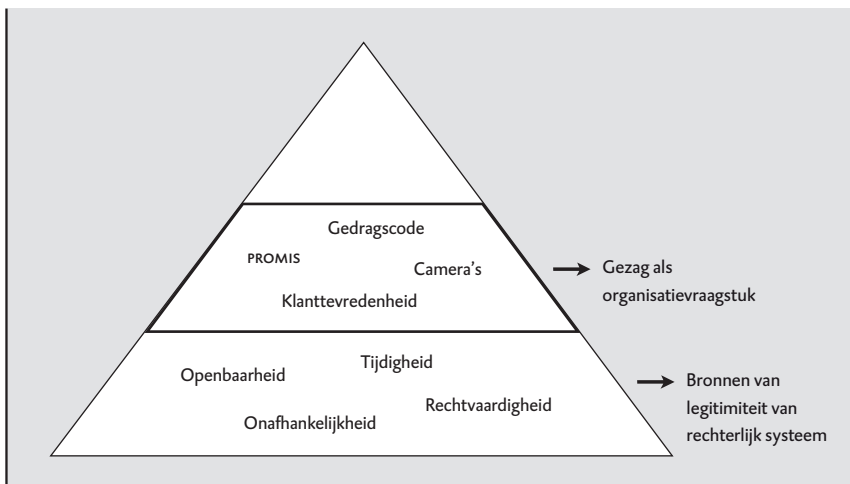 Gedragscode
PROMIS
Camera's
Klanttevredenheid
Gezag als
organisatievraagstuk
Tijdigheid
Openbaarheid
Rechtvaardigheid
Onafhankelijkheid
Bronnen van
legitimiteit van
rechterlijk systeem